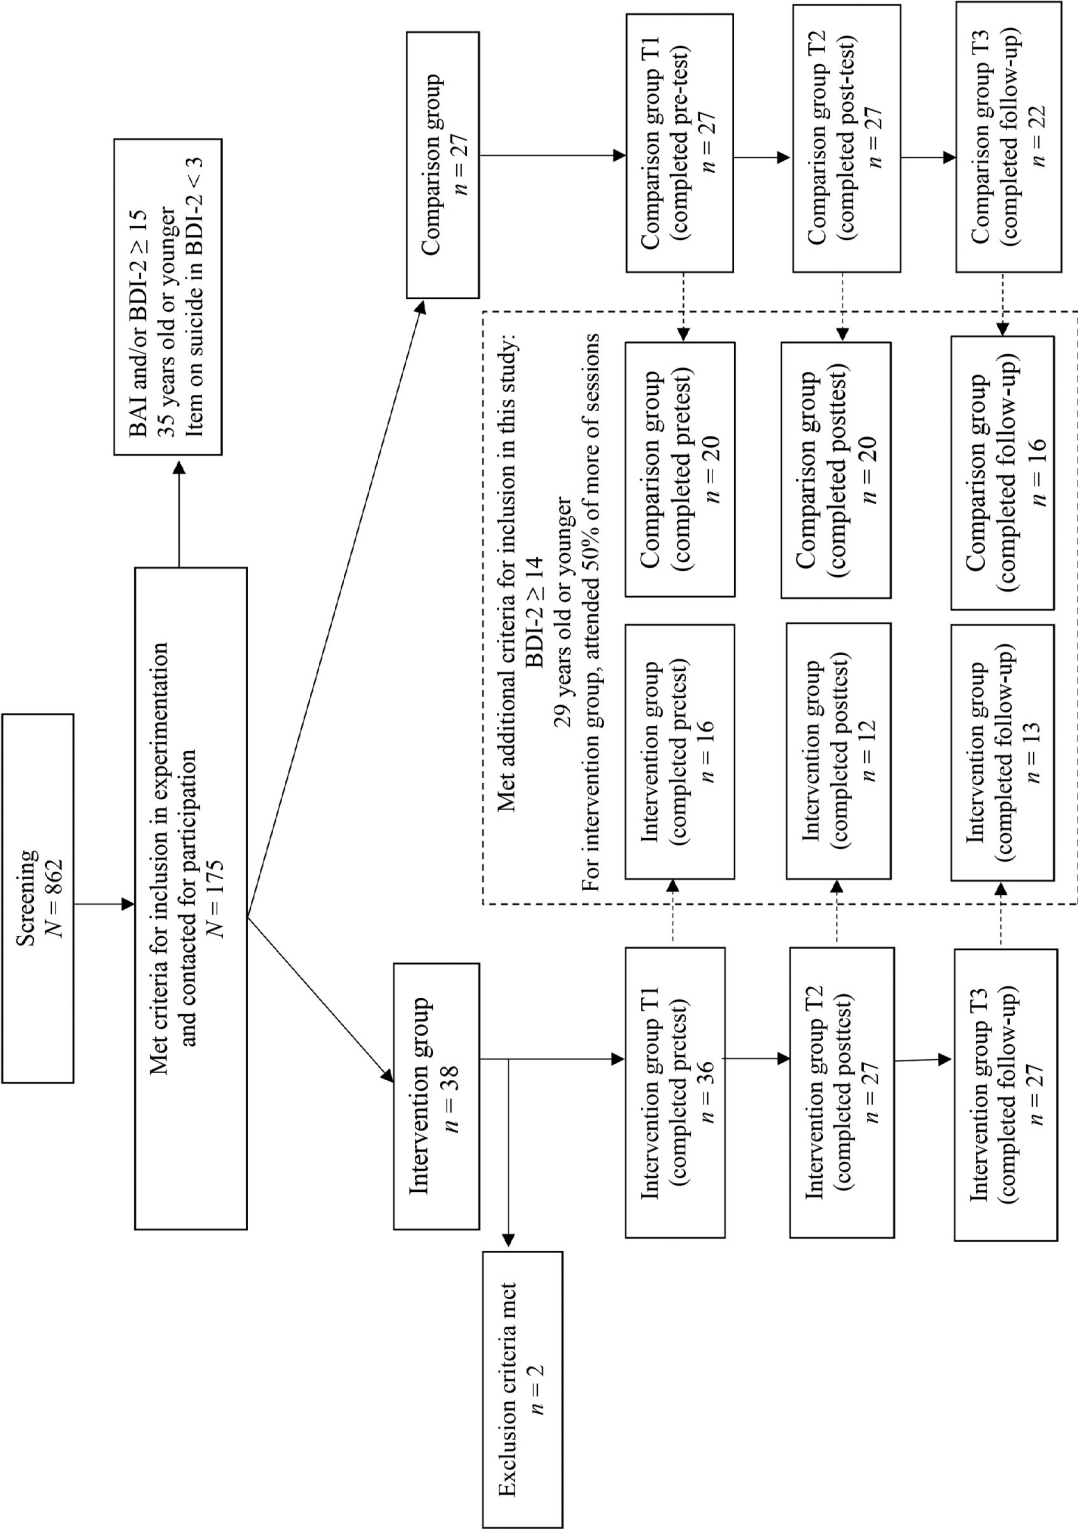 Screening
N = 862
Met criteria for inclusion in experimentation
and contacted for participation
N = 175
BAI and/or BDI-2 ≥ 15
35 years old or younger
Item on suicide in BDI-2 < 3
Intervention group
n = 38
Comparison group
n = 27
Exclusion criteria met
n = 2
Met additional criteria for inclusion in this study:
BDI-2 ≥ 14
29 years old or younger
For intervention group, attended 50% of more of sessions
Intervention group T1
(completed pretest)
n = 36
Intervention group
(completed pretest)
n = 16
Comparison group
(completed pretest)
n = 20
Comparison group T1
(completed pre-test)
n = 27
Intervention group T2
(completed posttest)
n = 27
Intervention group
(completed posttest)
n = 12
Comparison group
(completed posttest)
n = 20
Comparison group T2
(completed post-test)
n = 27
Intervention group T3
(completed follow-up)
n = 27
Intervention group
(completed follow-up)
n = 13
Comparison group
(completed follow-up)
n = 16
Comparison group T3
(completed follow-up)
n = 22